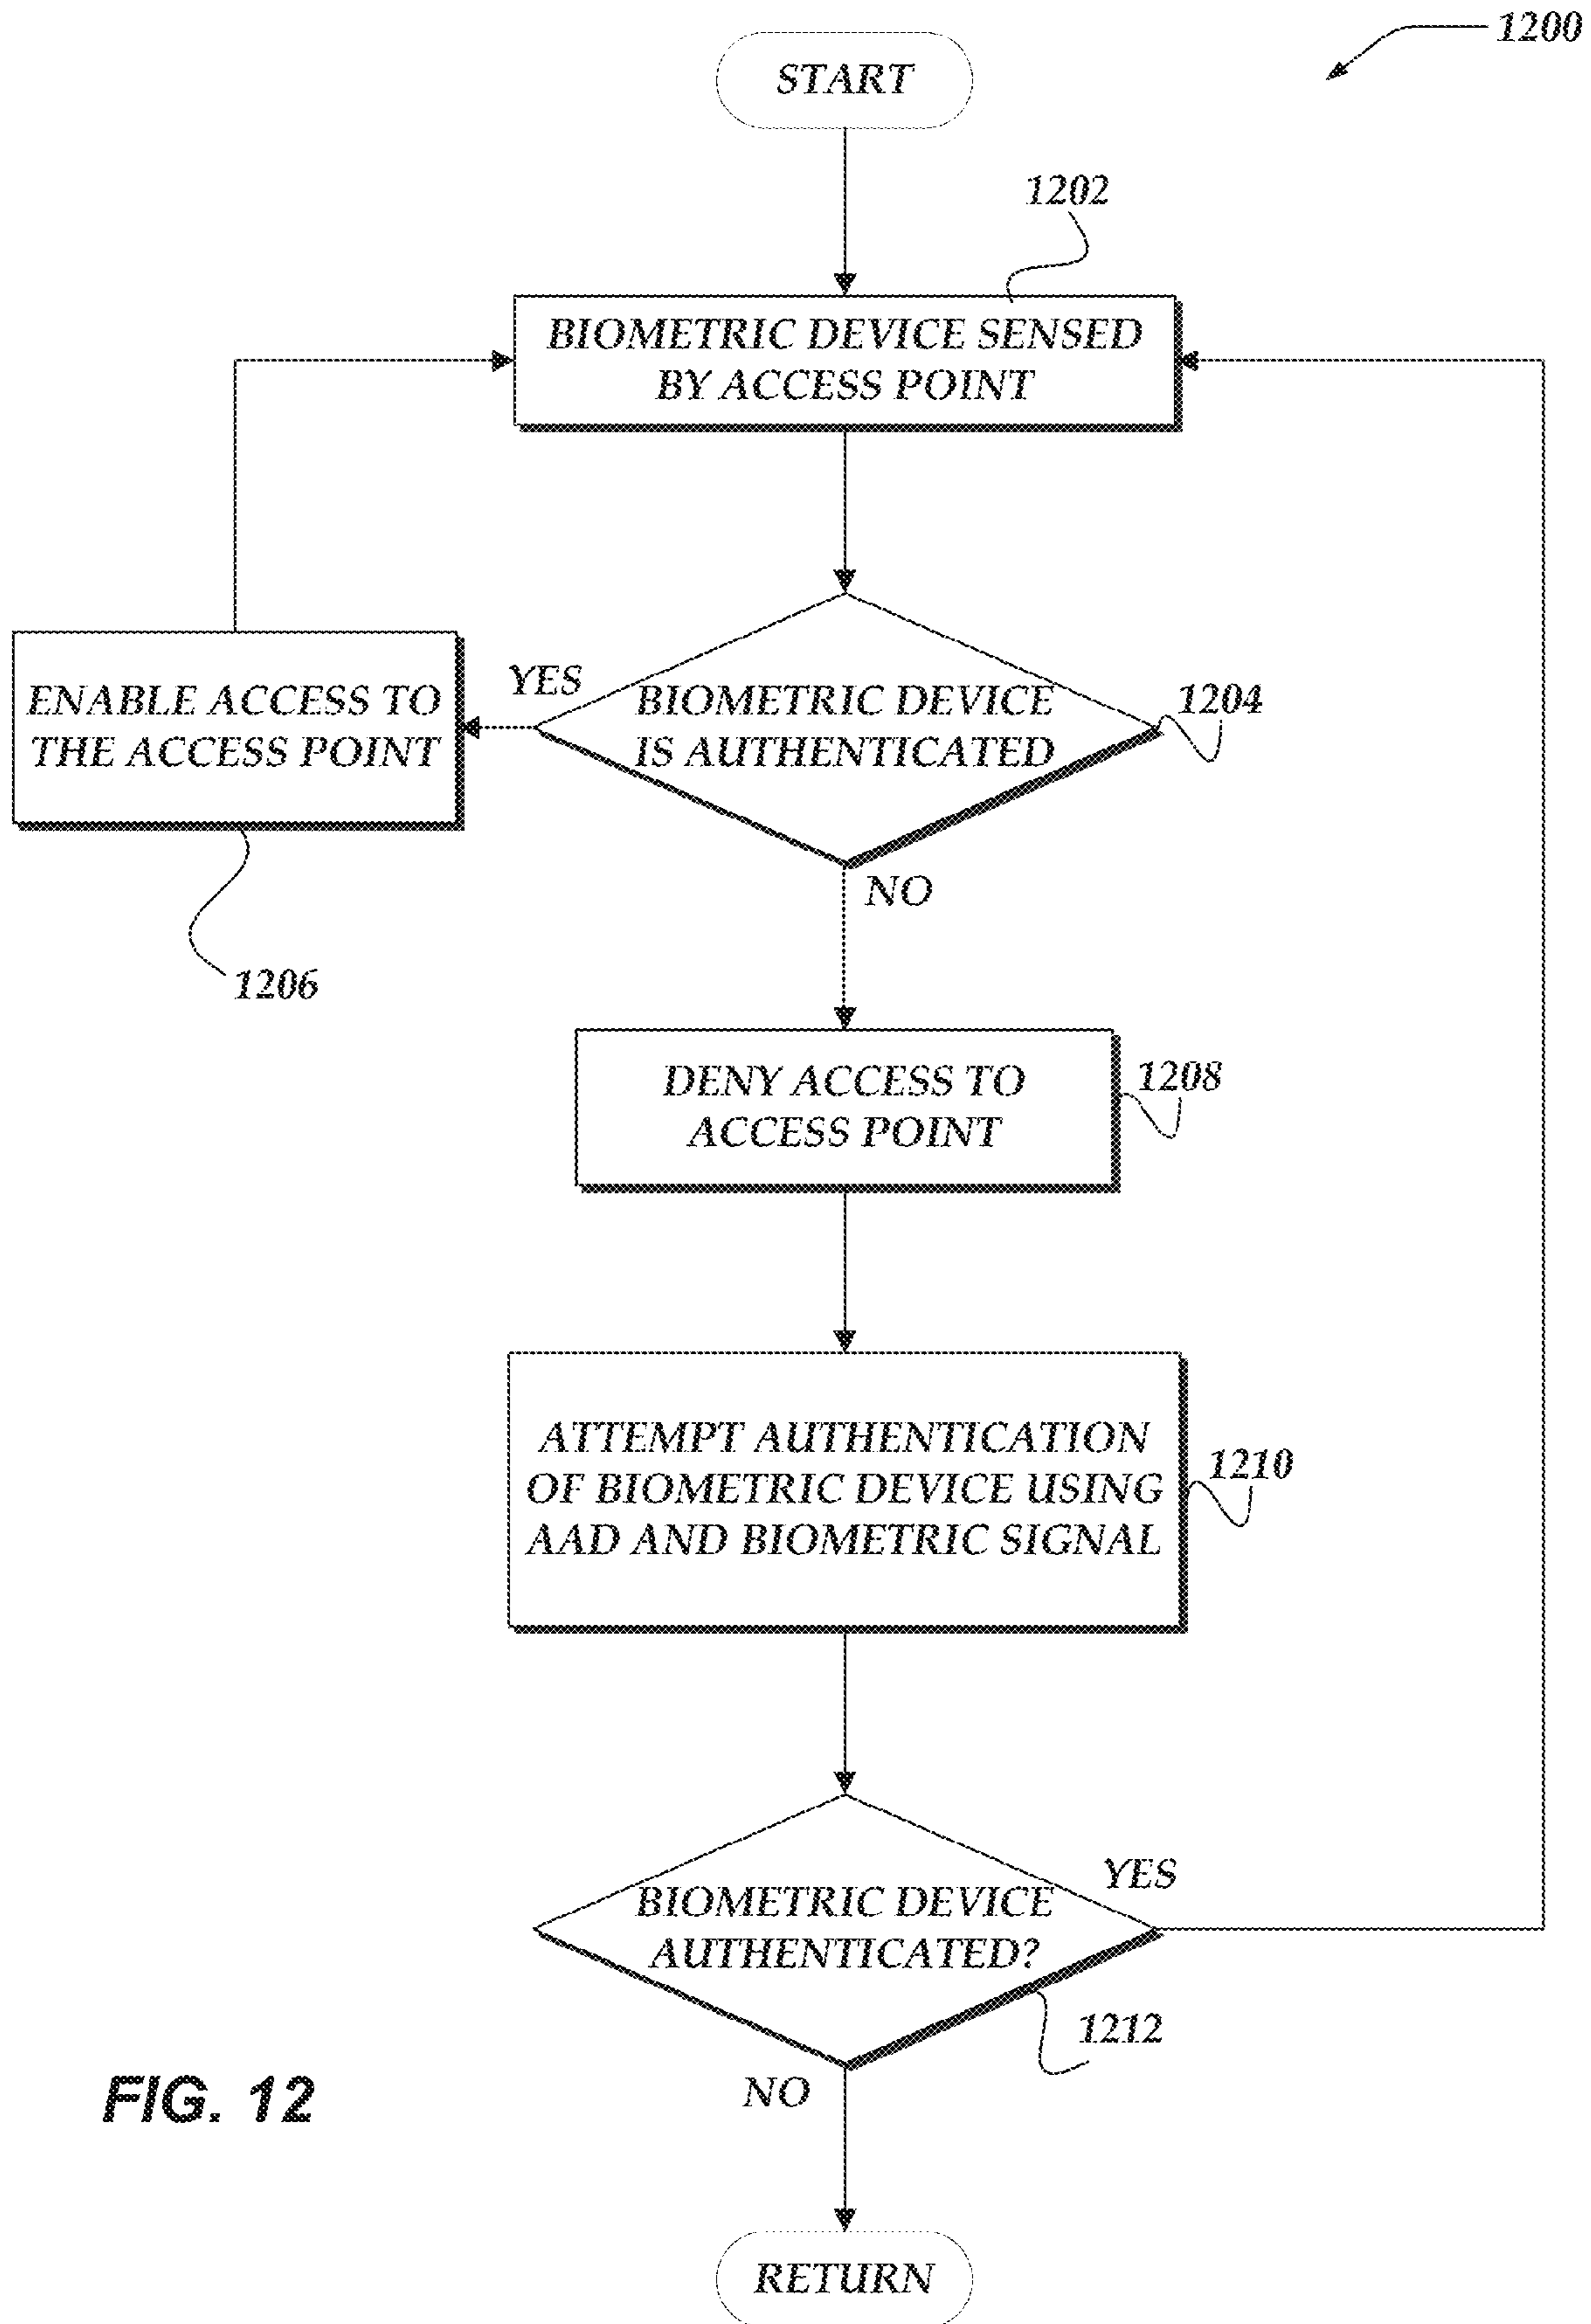 1200
START
1202
BIOMETRIC DEVICE SENSED
BY ACCESS POINT
YES
ENABLE ACCESS TO
THE ACCESS POINT
BIOMETRIC DEVICE
IS AUTHENTICATED
1204
NO
1206
DENY ACCESS TO
ACCESS POINT
1208
ATTEMPT AUTHENTICATION
OF BIOMETRIC DEVICE USING
AAD AND BIOMETRIC SIGNAL
1210
YES
BIOMETRIC DEVICE
AUTHENTICATED?
1212
NO
FIG. 12
RETURN